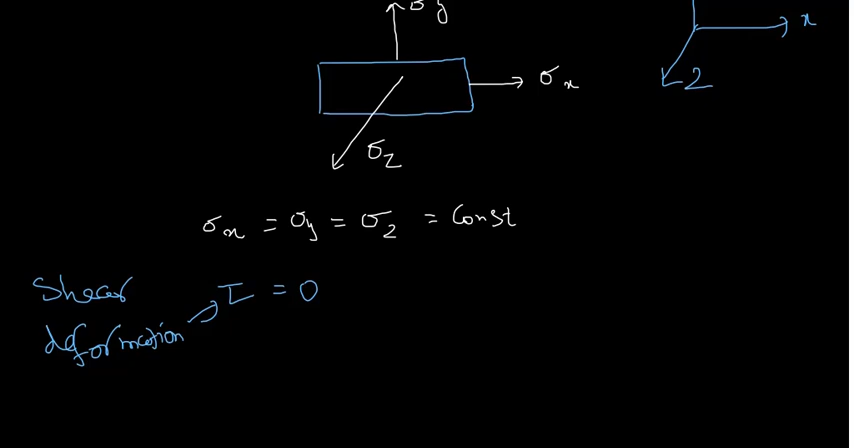 σy
x
σx
z
σz
σx = σy = σz = Const
Shear
deformation → τ = 0